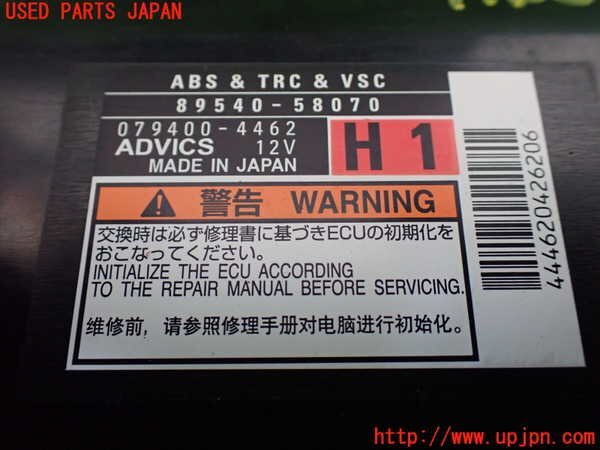 USED PARTS JAPAN
ABS & TRC & VSC
89540-58070
079400-4462
ADVICS 12V
MADE IN JAPAN
H1
警告 WARNING
交換時は必ず修理書に基づきECUの初期化を
おこなってください。
INITIALIZE THE ECU ACCORDING
TO THE REPAIR MANUAL BEFORE SERVICING.
维修前，请参照修理手册对电脑进行初始化。
444620426206
http://www.upjpn.com/